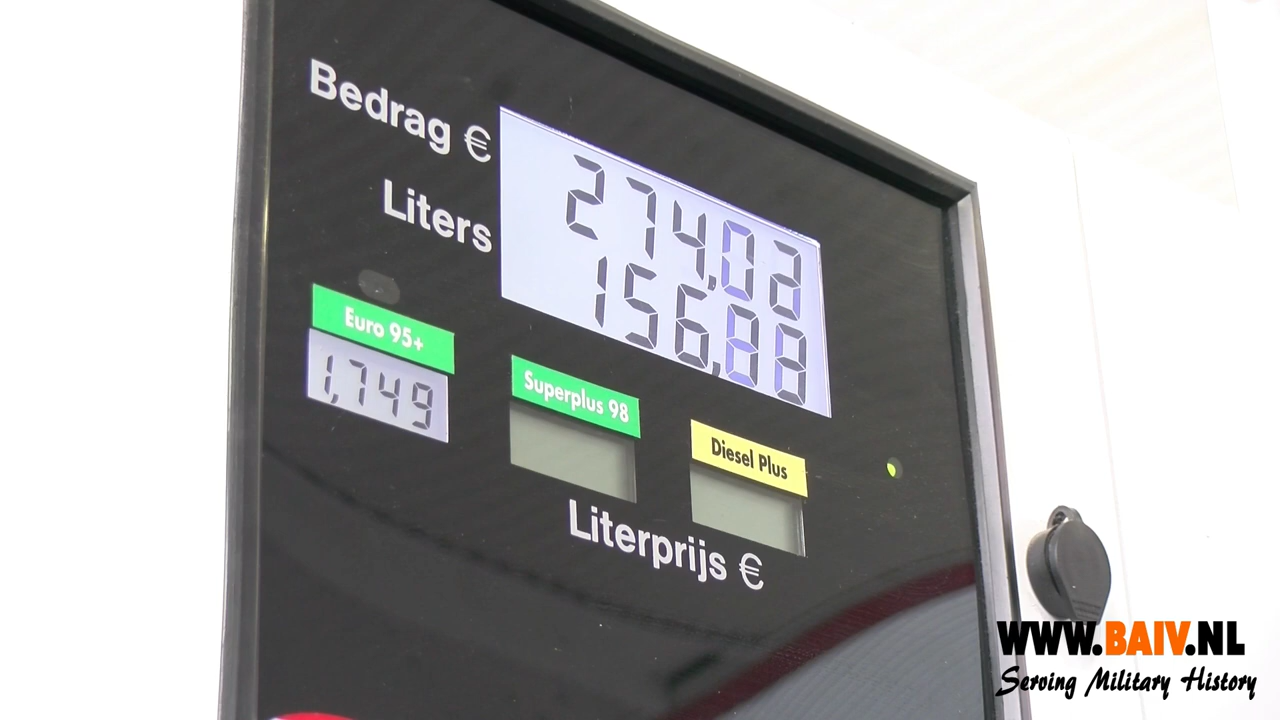 Bedrag € 274,02
Liters 156,88
Euro 95+
1,749
Superplus 98
Diesel Plus
Literprijs €
WWW.BAIV.NL
Serving Military History